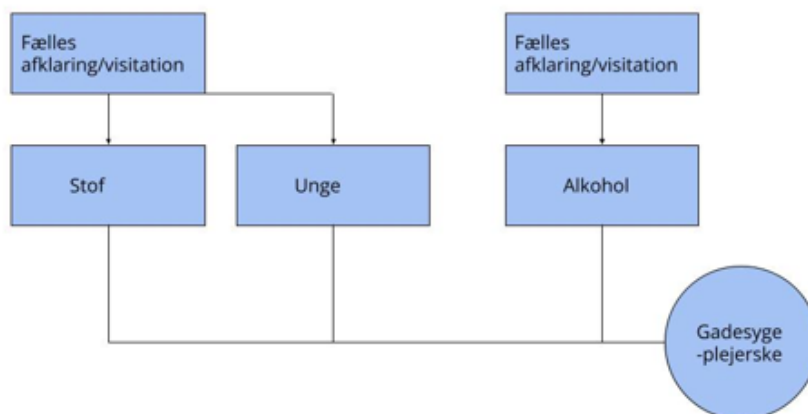 Fælles
afklaring/visitation
Fælles
afklaring/visitation
Stof
Unge
Alkohol
Gadesyge
-plejerske